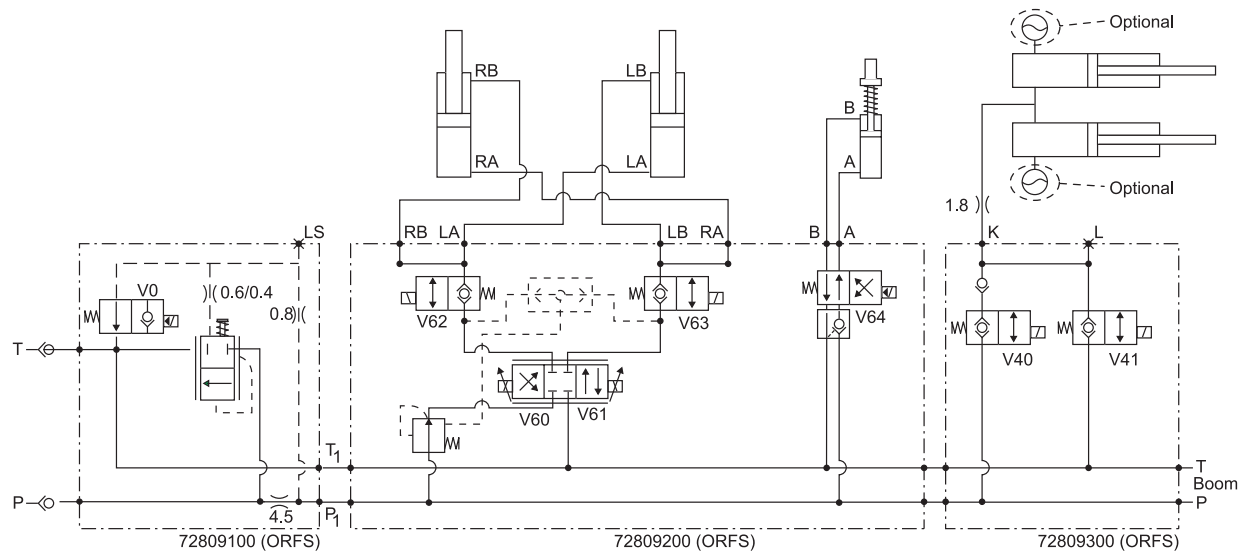 Optional
RB
LB
B
RA
LA
A
Optional
1.8
LS
RB
LA
LB
RA
B
A
K
L
V0
0.6/0.4
0.8
V62
V63
V64
V40
V41
T
V60
V61
T1
T
Boom
P
4.5
P1
P
72809100 (ORFS)
72809200 (ORFS)
72809300 (ORFS)